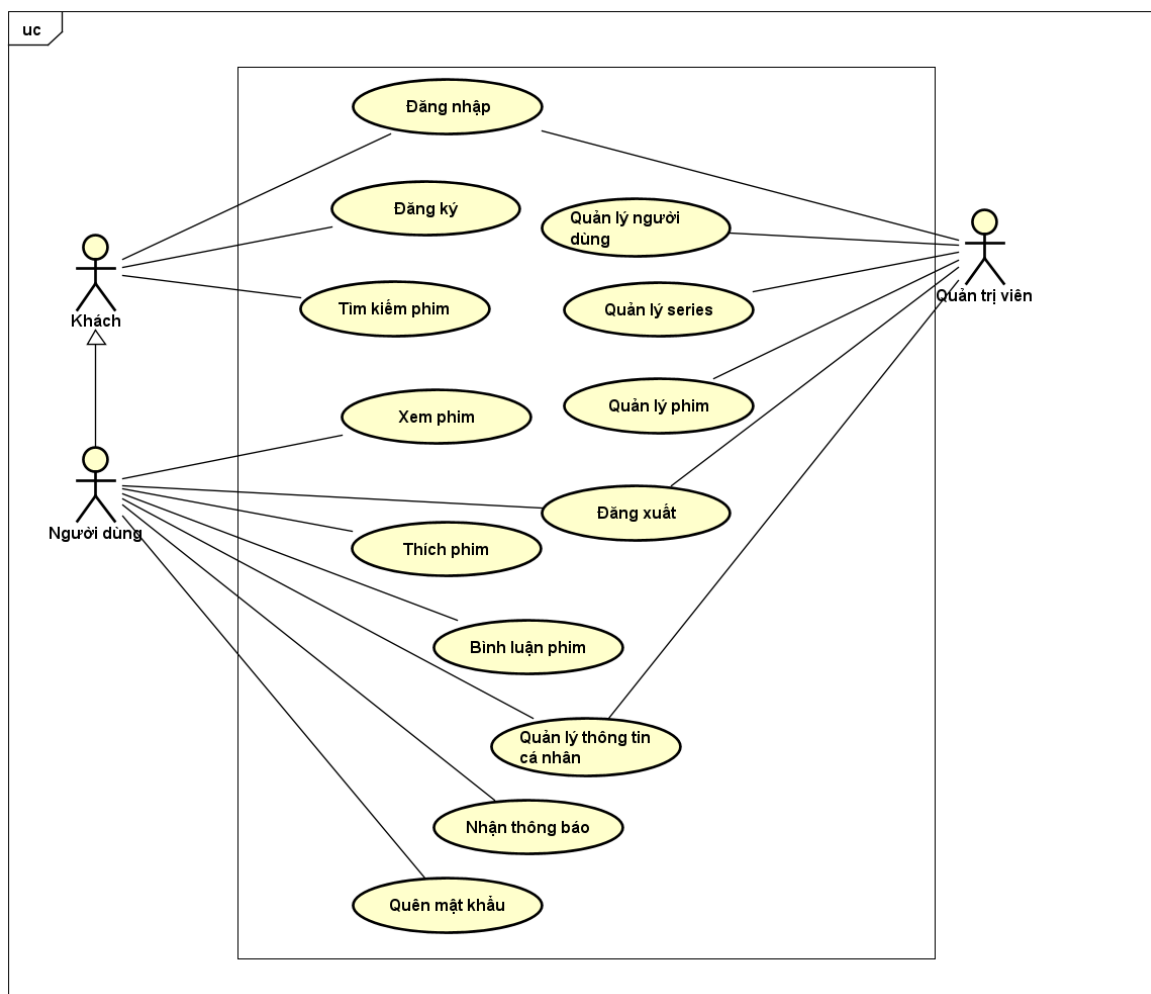 uc
Đăng nhập
Đăng ký
Quản lý người
dùng
Tìm kiếm phim
Quản lý series
Khách
Quản trị viên
Xem phim
Quản lý phim
Người dùng
Đăng xuất
Thích phim
Bình luận phim
Quản lý thông tin
cá nhân
Nhận thông báo
Quên mật khẩu